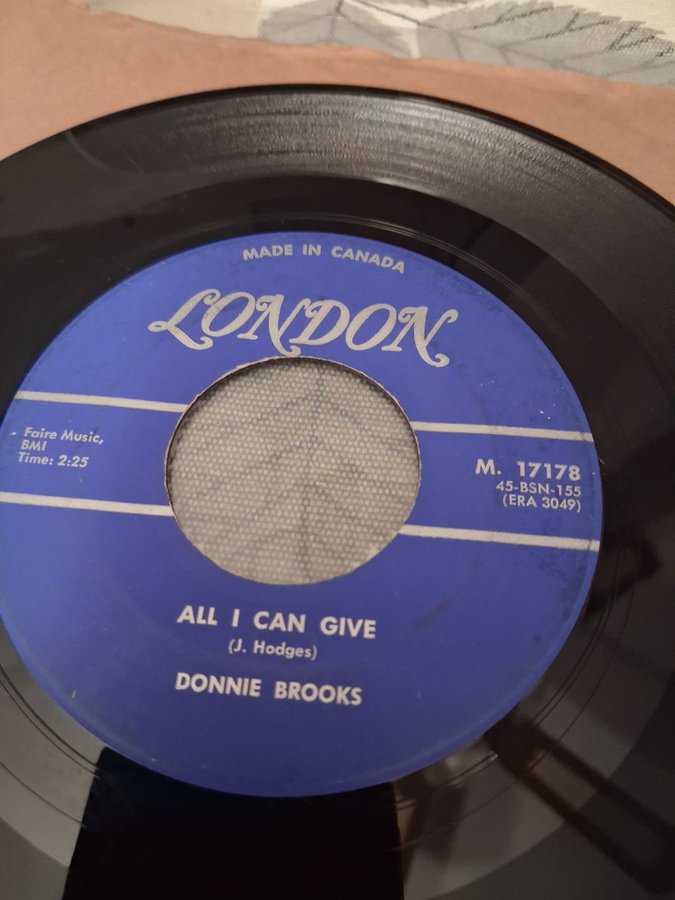 MADE IN CANADA
LONDON
Faire Music,
BMI
Time: 2:25
M. 17178
45-BSN-155
(ERA 3049)
ALL I CAN GIVE
(J. Hodges)
DONNIE BROOKS